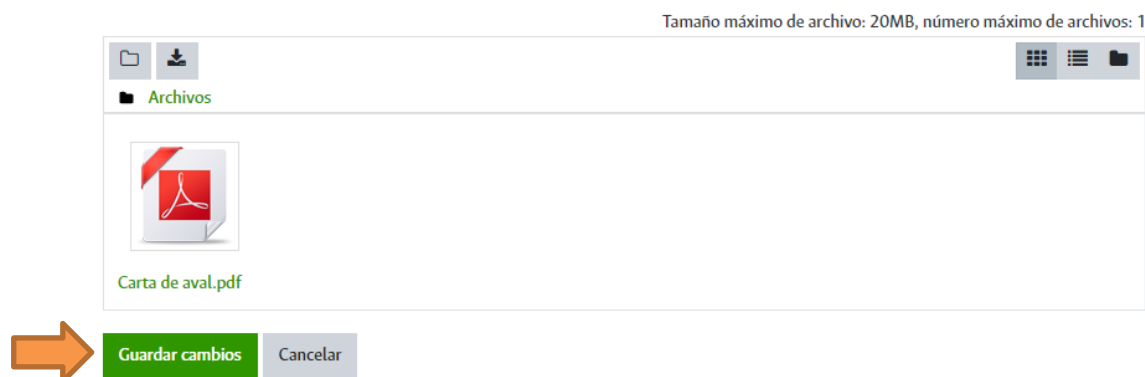 Tamaño máximo de archivo: 20MB, número máximo de archivos: 1
Archivos
Carta de aval.pdf
Guardar cambios Cancelar